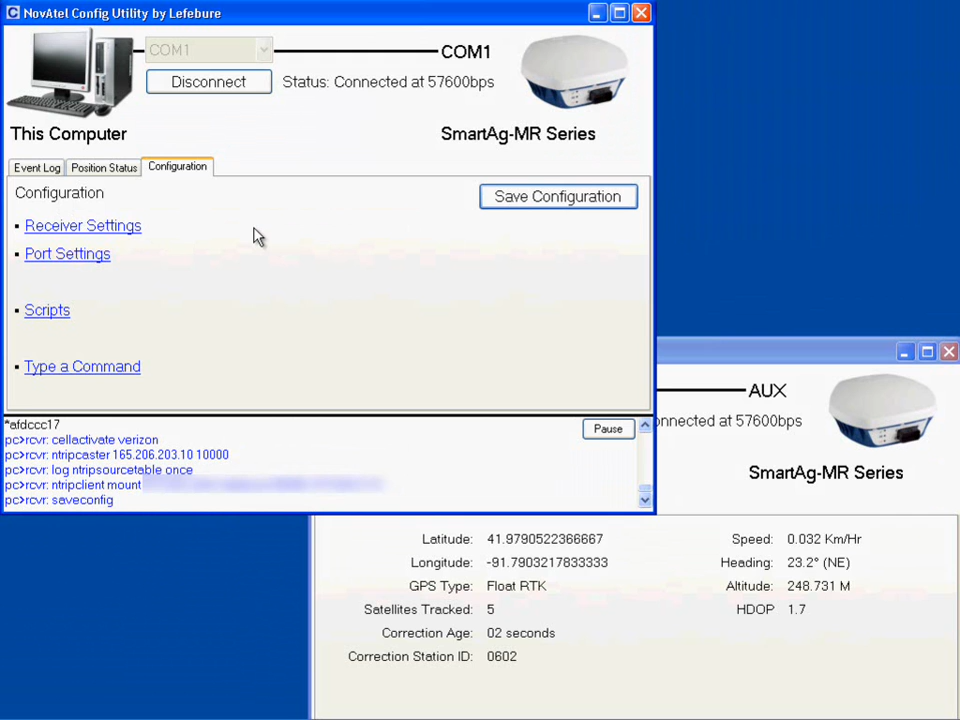 NovAtel Config Utility by Lefebure
COM1
COM1
Disconnect
Status: Connected at 57600bps
This Computer
SmartAg-MR Series
Event Log
Position Status
Configuration
Configuration
Save Configuration
Receiver Settings
Port Settings
Scripts
Type a Command
*afdccc17
Pause
pc>rcvr: cellactivate verizon
pc>rcvr: ntripcaster 165.206.203.10 10000
pc>rcvr: log ntripsourcetable once
pc>rcvr: ntripclient mount
pc>rcvr: saveconfig
AUX
nnected at 57600bps
SmartAg-MR Series
Latitude: 41.9790522366667
Speed: 0.032 Km/Hr
Longitude: -91.7903217833333
Heading: 23.2° (NE)
GPS Type: Float RTK
Altitude: 248.731 M
Satellites Tracked: 5
HDOP 1.7
Correction Age: 02 seconds
Correction Station ID: 0602